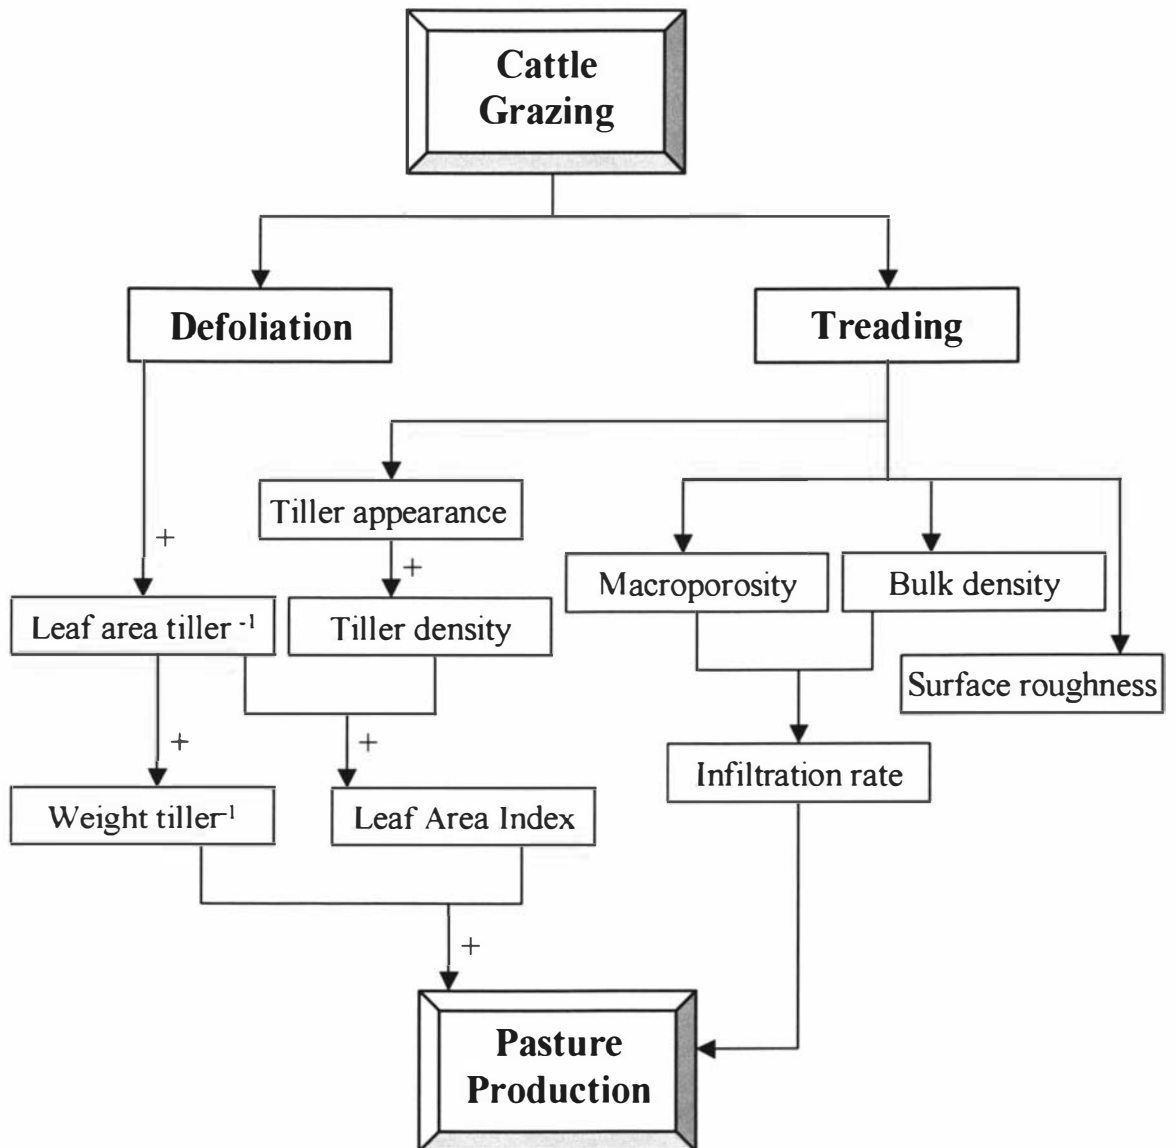 Cattle
Grazing
Defoliation
Treading
Tiller appearance
+
+
Macroporosity
Bulk density
Leaf area tiller ⁻¹
Tiller density
Surface roughness
+
+
Infiltration rate
Weight tiller⁻¹
Leaf Area Index
+
Pasture
Production